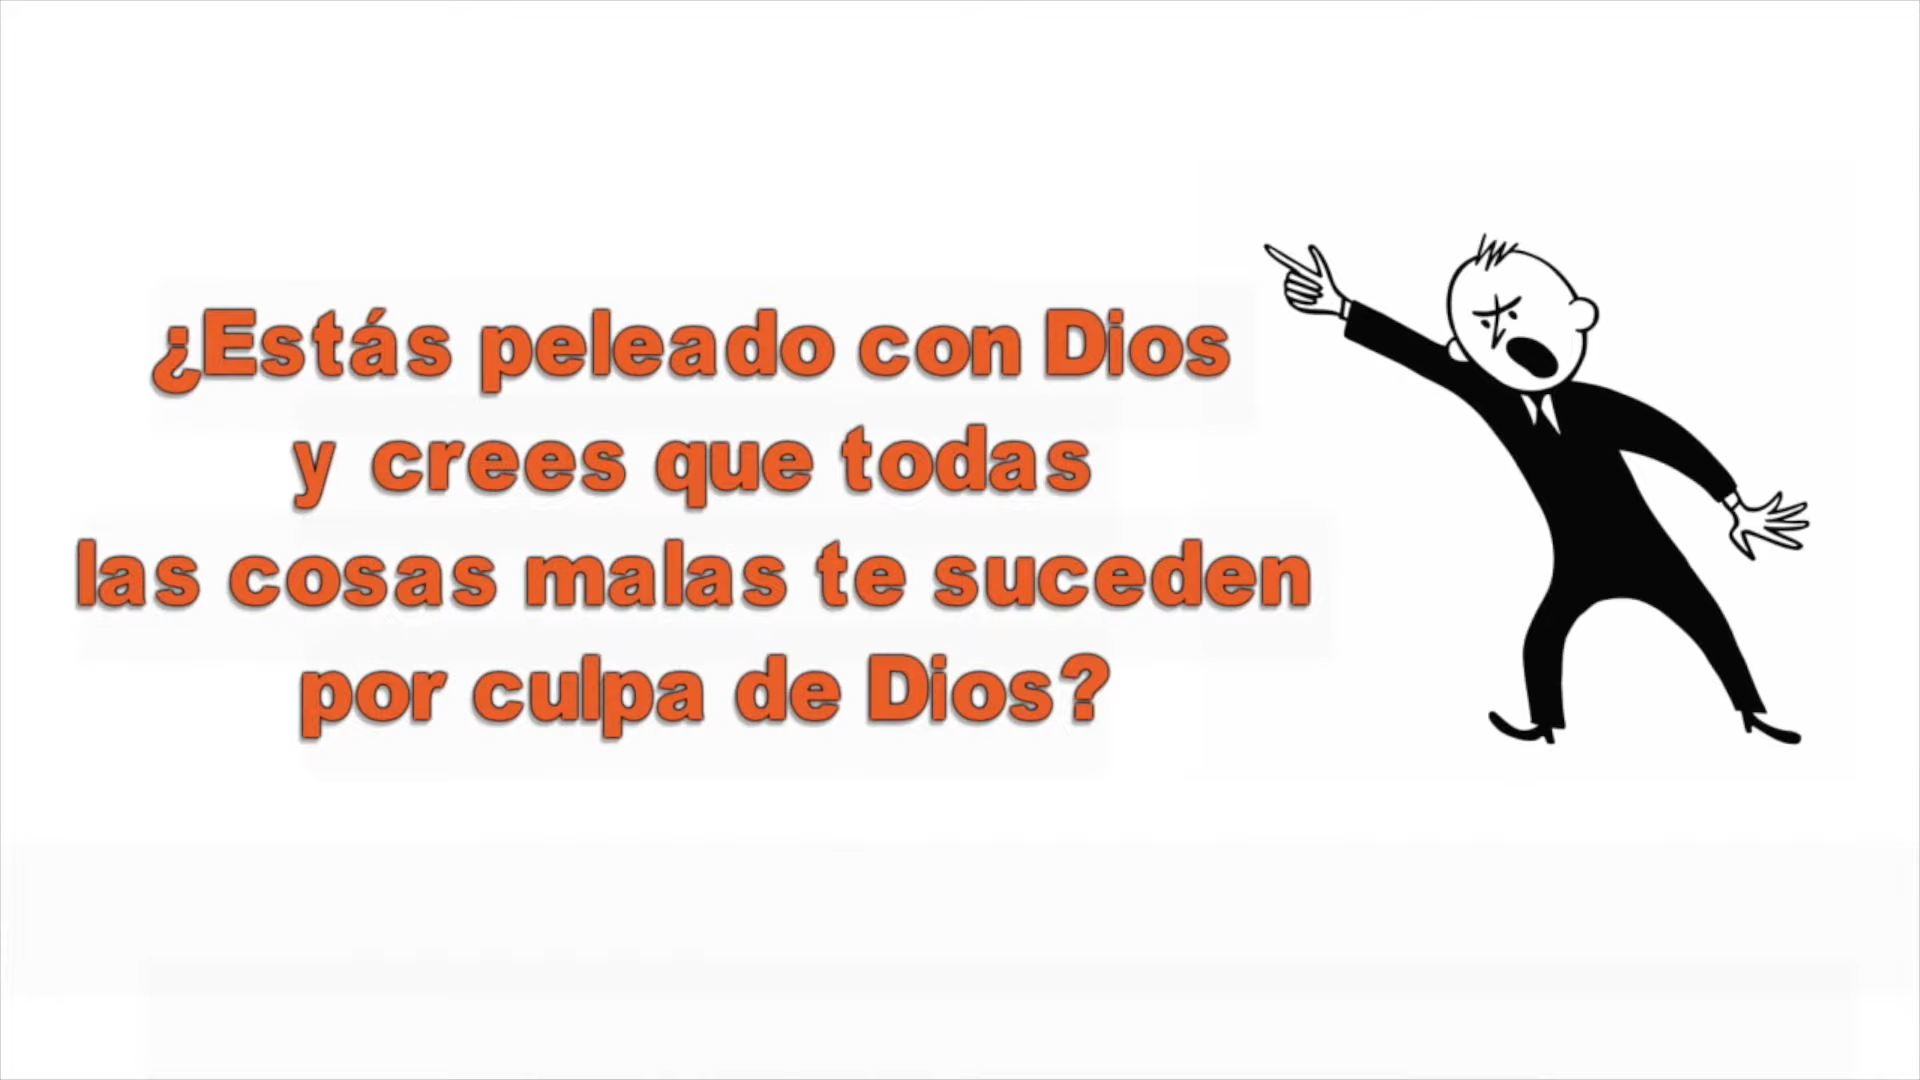 ¿Estás peleado con Dios
y crees que todas
las cosas malas te suceden
por culpa de Dios?